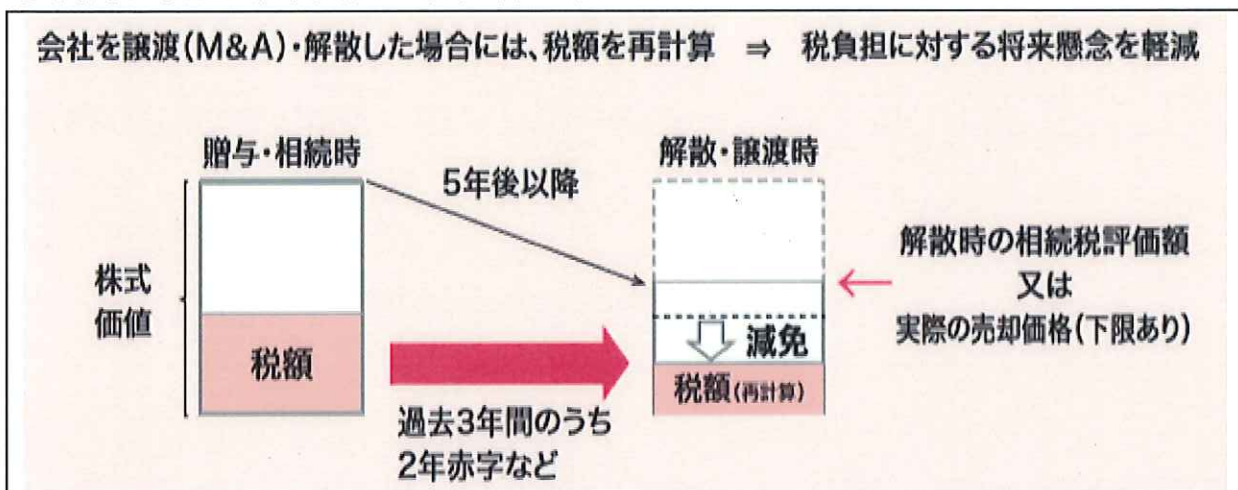 会社を譲渡(M&A)・解散した場合には、税額を再計算 ⇒ 税負担に対する将来懸念を軽減
贈与・相続時
解散・譲渡時
5年後以降
株式
価値
税額
減免
税額(再計算)
解散時の相続税評価額
又は
実際の売却価格(下限あり)
過去3年間のうち
2年赤字など